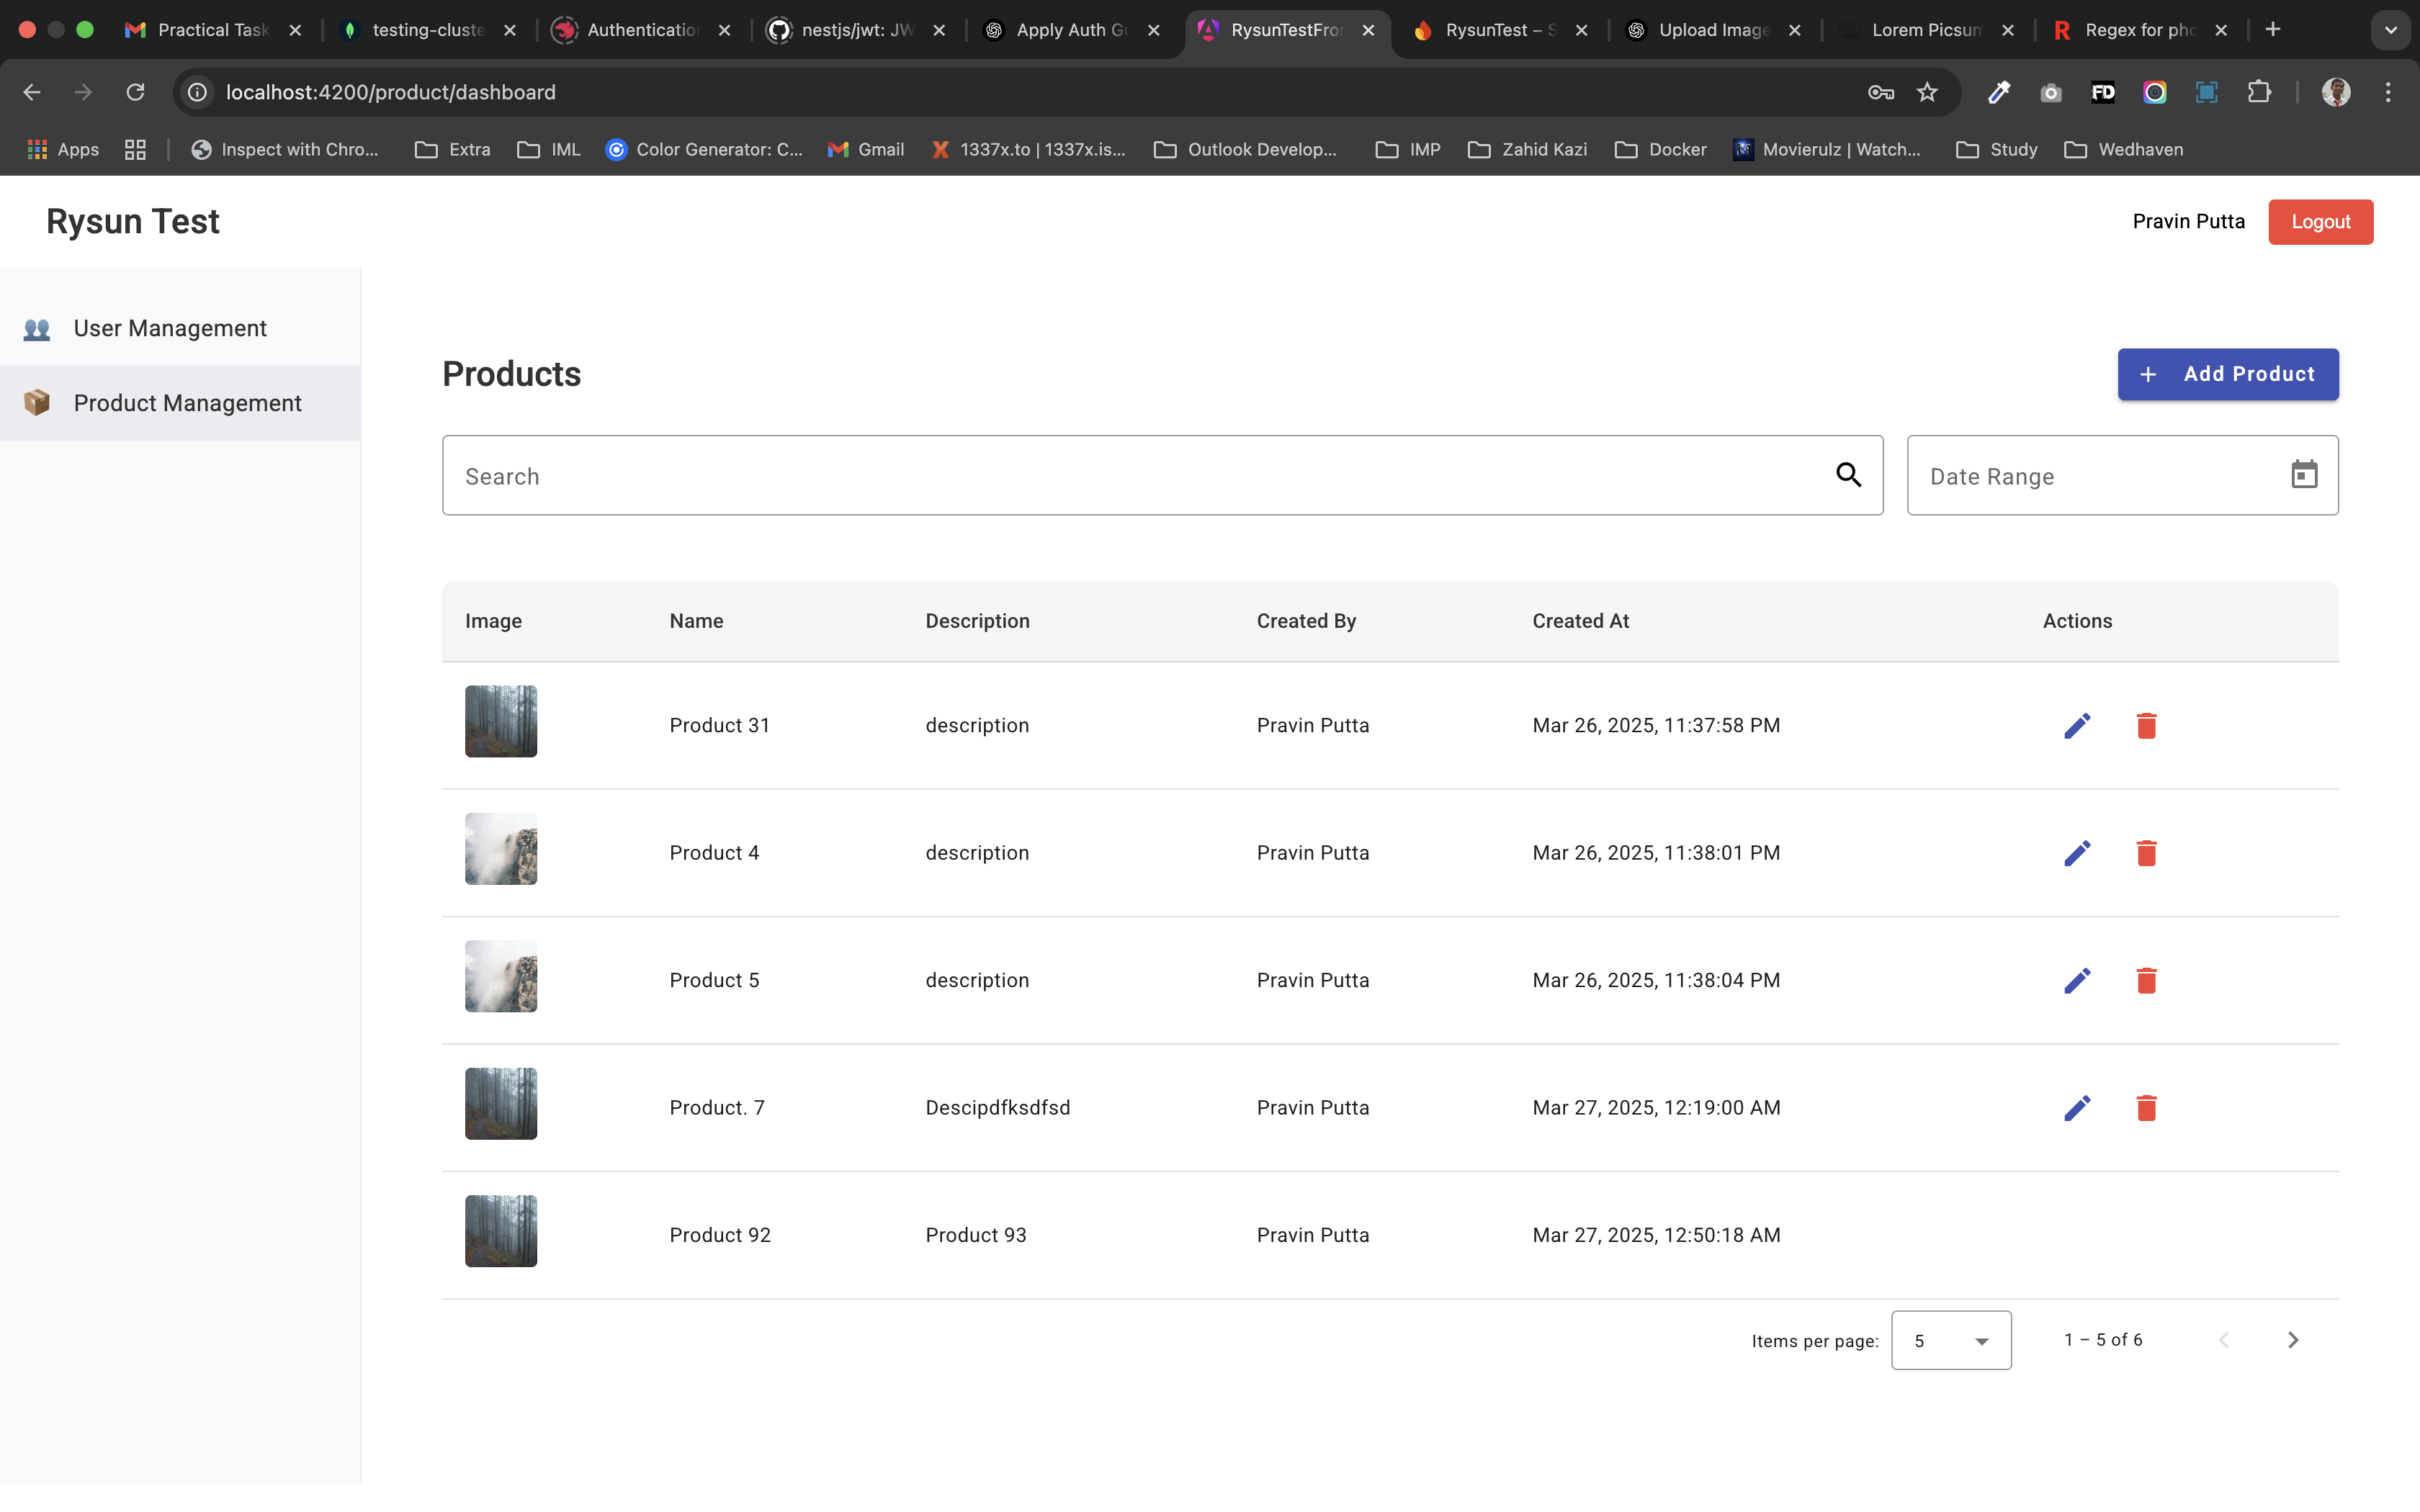 Practical Task
testing-cluste
Authentication
nestjs/jwt: JW
Apply Auth Gu
RysunTestFron
RysunTest – S
Upload Image
Lorem Picsum
Regex for pho
localhost:4200/product/dashboard
FD
Apps
Inspect with Chro...
Extra
IML
Color Generator: C...
Gmail
1337x.to | 1337x.is...
Outlook Develop...
IMP
Zahid Kazi
Docker
Movierulz | Watch...
Study
Wedhaven
Rysun Test
Pravin Putta
Logout
User Management
Product Management
Products
+ Add Product
Search
Date Range
Image Name Description Created By Created At Actions
Product 31 description Pravin Putta Mar 26, 2025, 11:37:58 PM
Product 4 description Pravin Putta Mar 26, 2025, 11:38:01 PM
Product 5 description Pravin Putta Mar 26, 2025, 11:38:04 PM
Product. 7 Descipdfksdfsd Pravin Putta Mar 27, 2025, 12:19:00 AM
Product 92 Product 93 Pravin Putta Mar 27, 2025, 12:50:18 AM
Items per page: 5 1 – 5 of 6